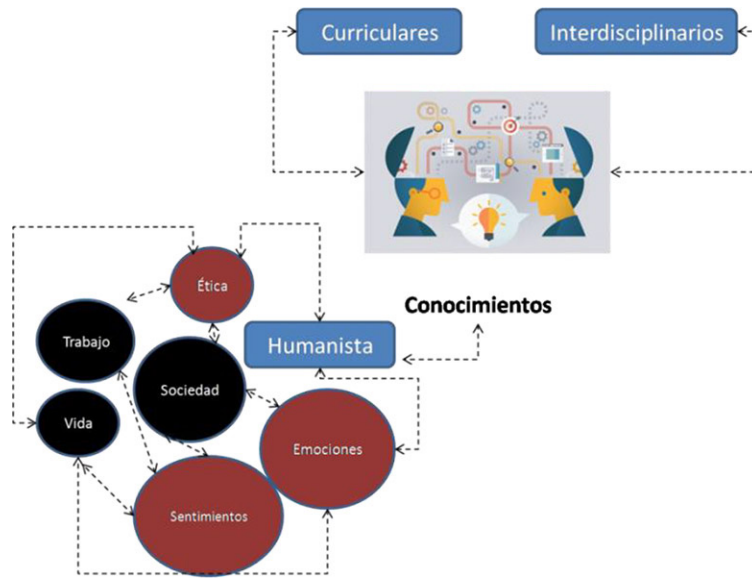 Curriculares
Interdisciplinarios
Ética
Conocimientos
Trabajo
Humanista
Sociedad
Vida
Emociones
Sentimientos